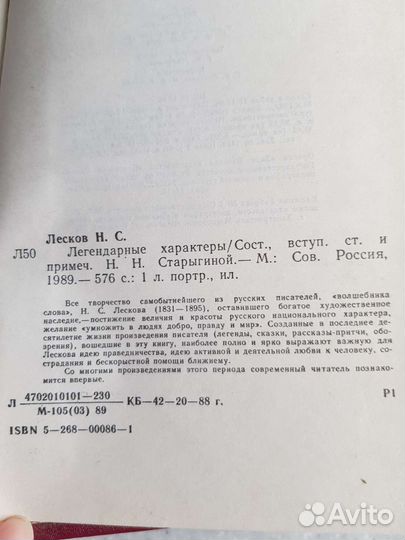 Лесков Н. С.
Л50 Легендарные характеры/Сост., вступ. ст. и
примеч. Н. Н. Старыгиной.— М.: Сов. Россия,
1989.— 576 с.: 1 л. портр., ил.
Все творчество самобытнейшего из русских писателей, «волшебника
слова», Н. С. Лескова (1831—1895), оставившего богатое художественное
наследие,—постижение величия и красоты русского национального характера,
желание «умножить в людях добро, правду и мир». Созданные в последнее де-
сятилетие жизни произведения писателя (легенды, сказки, рассказы-притчи, обо-
зрения), вошедшие в эту книгу, наиболее полно и ярко выражают важную для
Лескова идею праведничества, идею активной и деятельной любви к человеку, со-
страдания и бескорыстной помощи ближнему.
Со многими произведениями этого периода современный читатель познако-
мится впервые.
Л 4702010101—230 КБ—42—20—88 г. Р1
М-105(03) 89
ISBN 5—268—00086—1
Avito